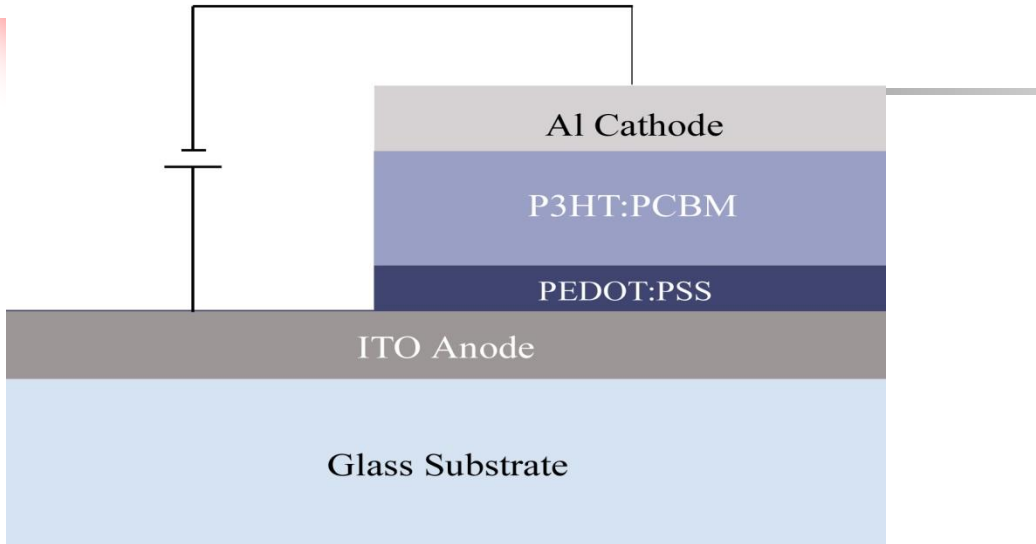 Al Cathode
P3HT:PCBM
PEDOT:PSS
ITO Anode
Glass Substrate